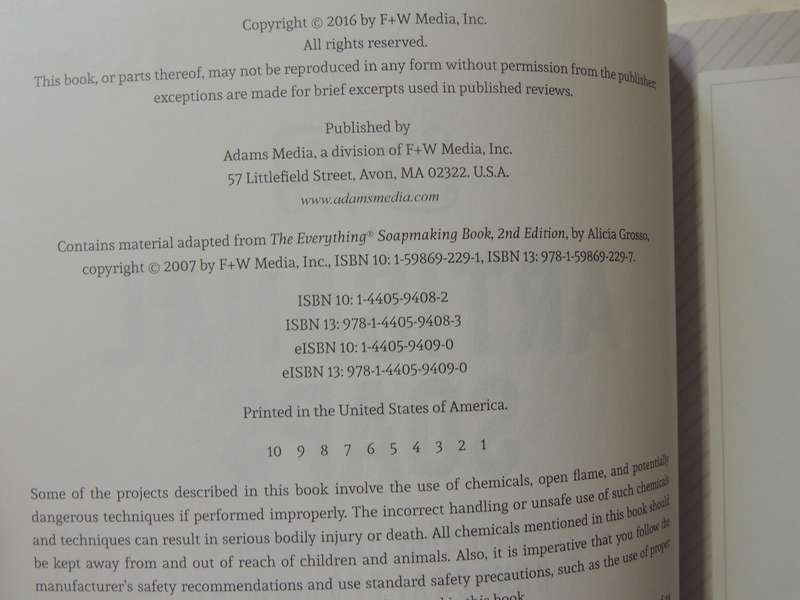 Copyright © 2016 by F+W Media, Inc.
All rights reserved.
This book, or parts thereof, may not be reproduced in any form without permission from the publisher;
exceptions are made for brief excerpts used in published reviews.
Published by
Adams Media, a division of F+W Media, Inc.
57 Littlefield Street, Avon, MA 02322. U.S.A.
www.adamsmedia.com
Contains material adapted from The Everything® Soapmaking Book, 2nd Edition, by Alicia Grosso,
copyright © 2007 by F+W Media, Inc., ISBN 10: 1-59869-229-1, ISBN 13: 978-1-59869-229-7.
ISBN 10: 1-4405-9408-2
ISBN 13: 978-1-4405-9408-3
eISBN 10: 1-4405-9409-0
eISBN 13: 978-1-4405-9409-0
Printed in the United States of America.
10 9 8 7 6 5 4 3 2 1
Some of the projects described in this book involve the use of chemicals, open flame, and potentially
dangerous techniques if performed improperly. The incorrect handling or unsafe use of such chemicals
and techniques can result in serious bodily injury or death. All chemicals mentioned in this book should
be kept away from and out of reach of children and animals. Also, it is imperative that you follow the
manufacturer's safety recommendations and use standard safety precautions, such as the use of proper
in this book